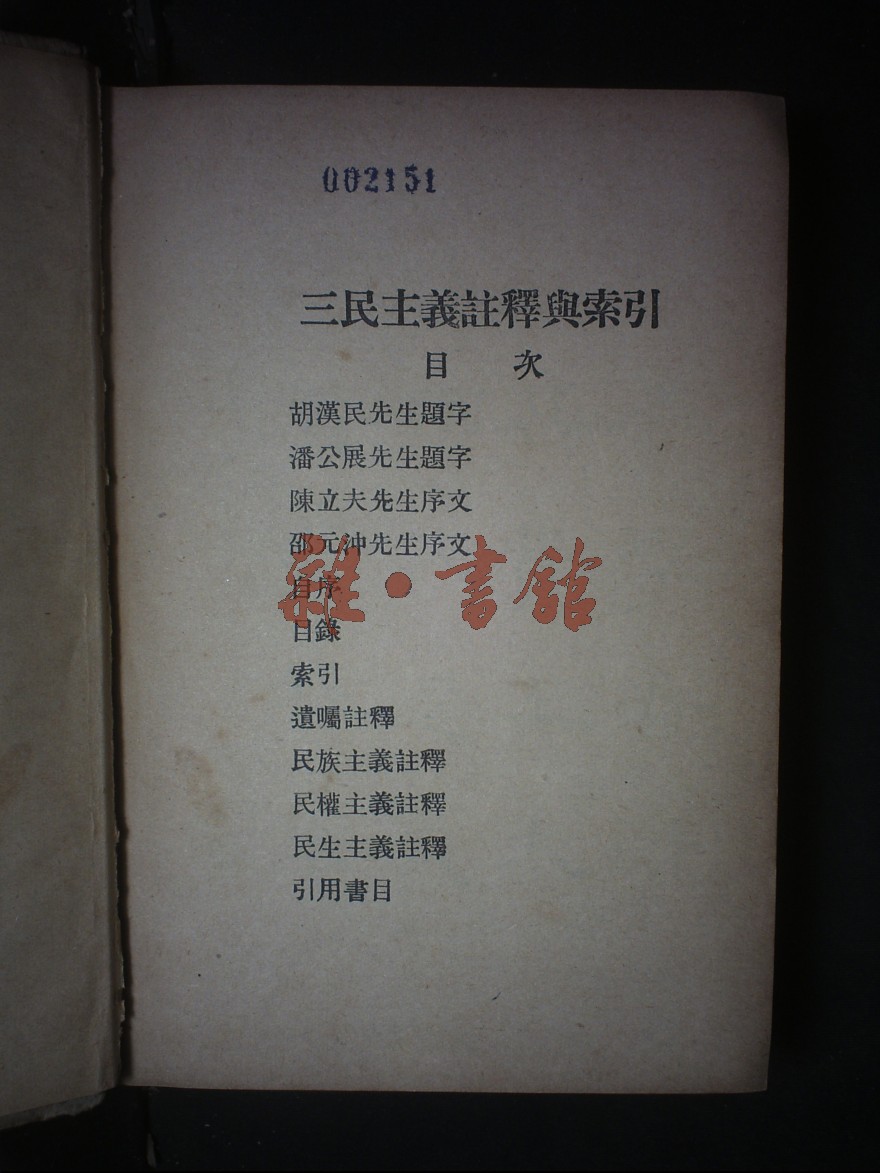 002151
三民主義註釋與索引
目次
胡漢民先生題字
潘公展先生題字
陳立夫先生序文
邵元沖先生序文
自序
目錄
索引
遺囑註釋
民族主義註釋
民權主義註釋
民生主義註釋
引用書目
雜·書館